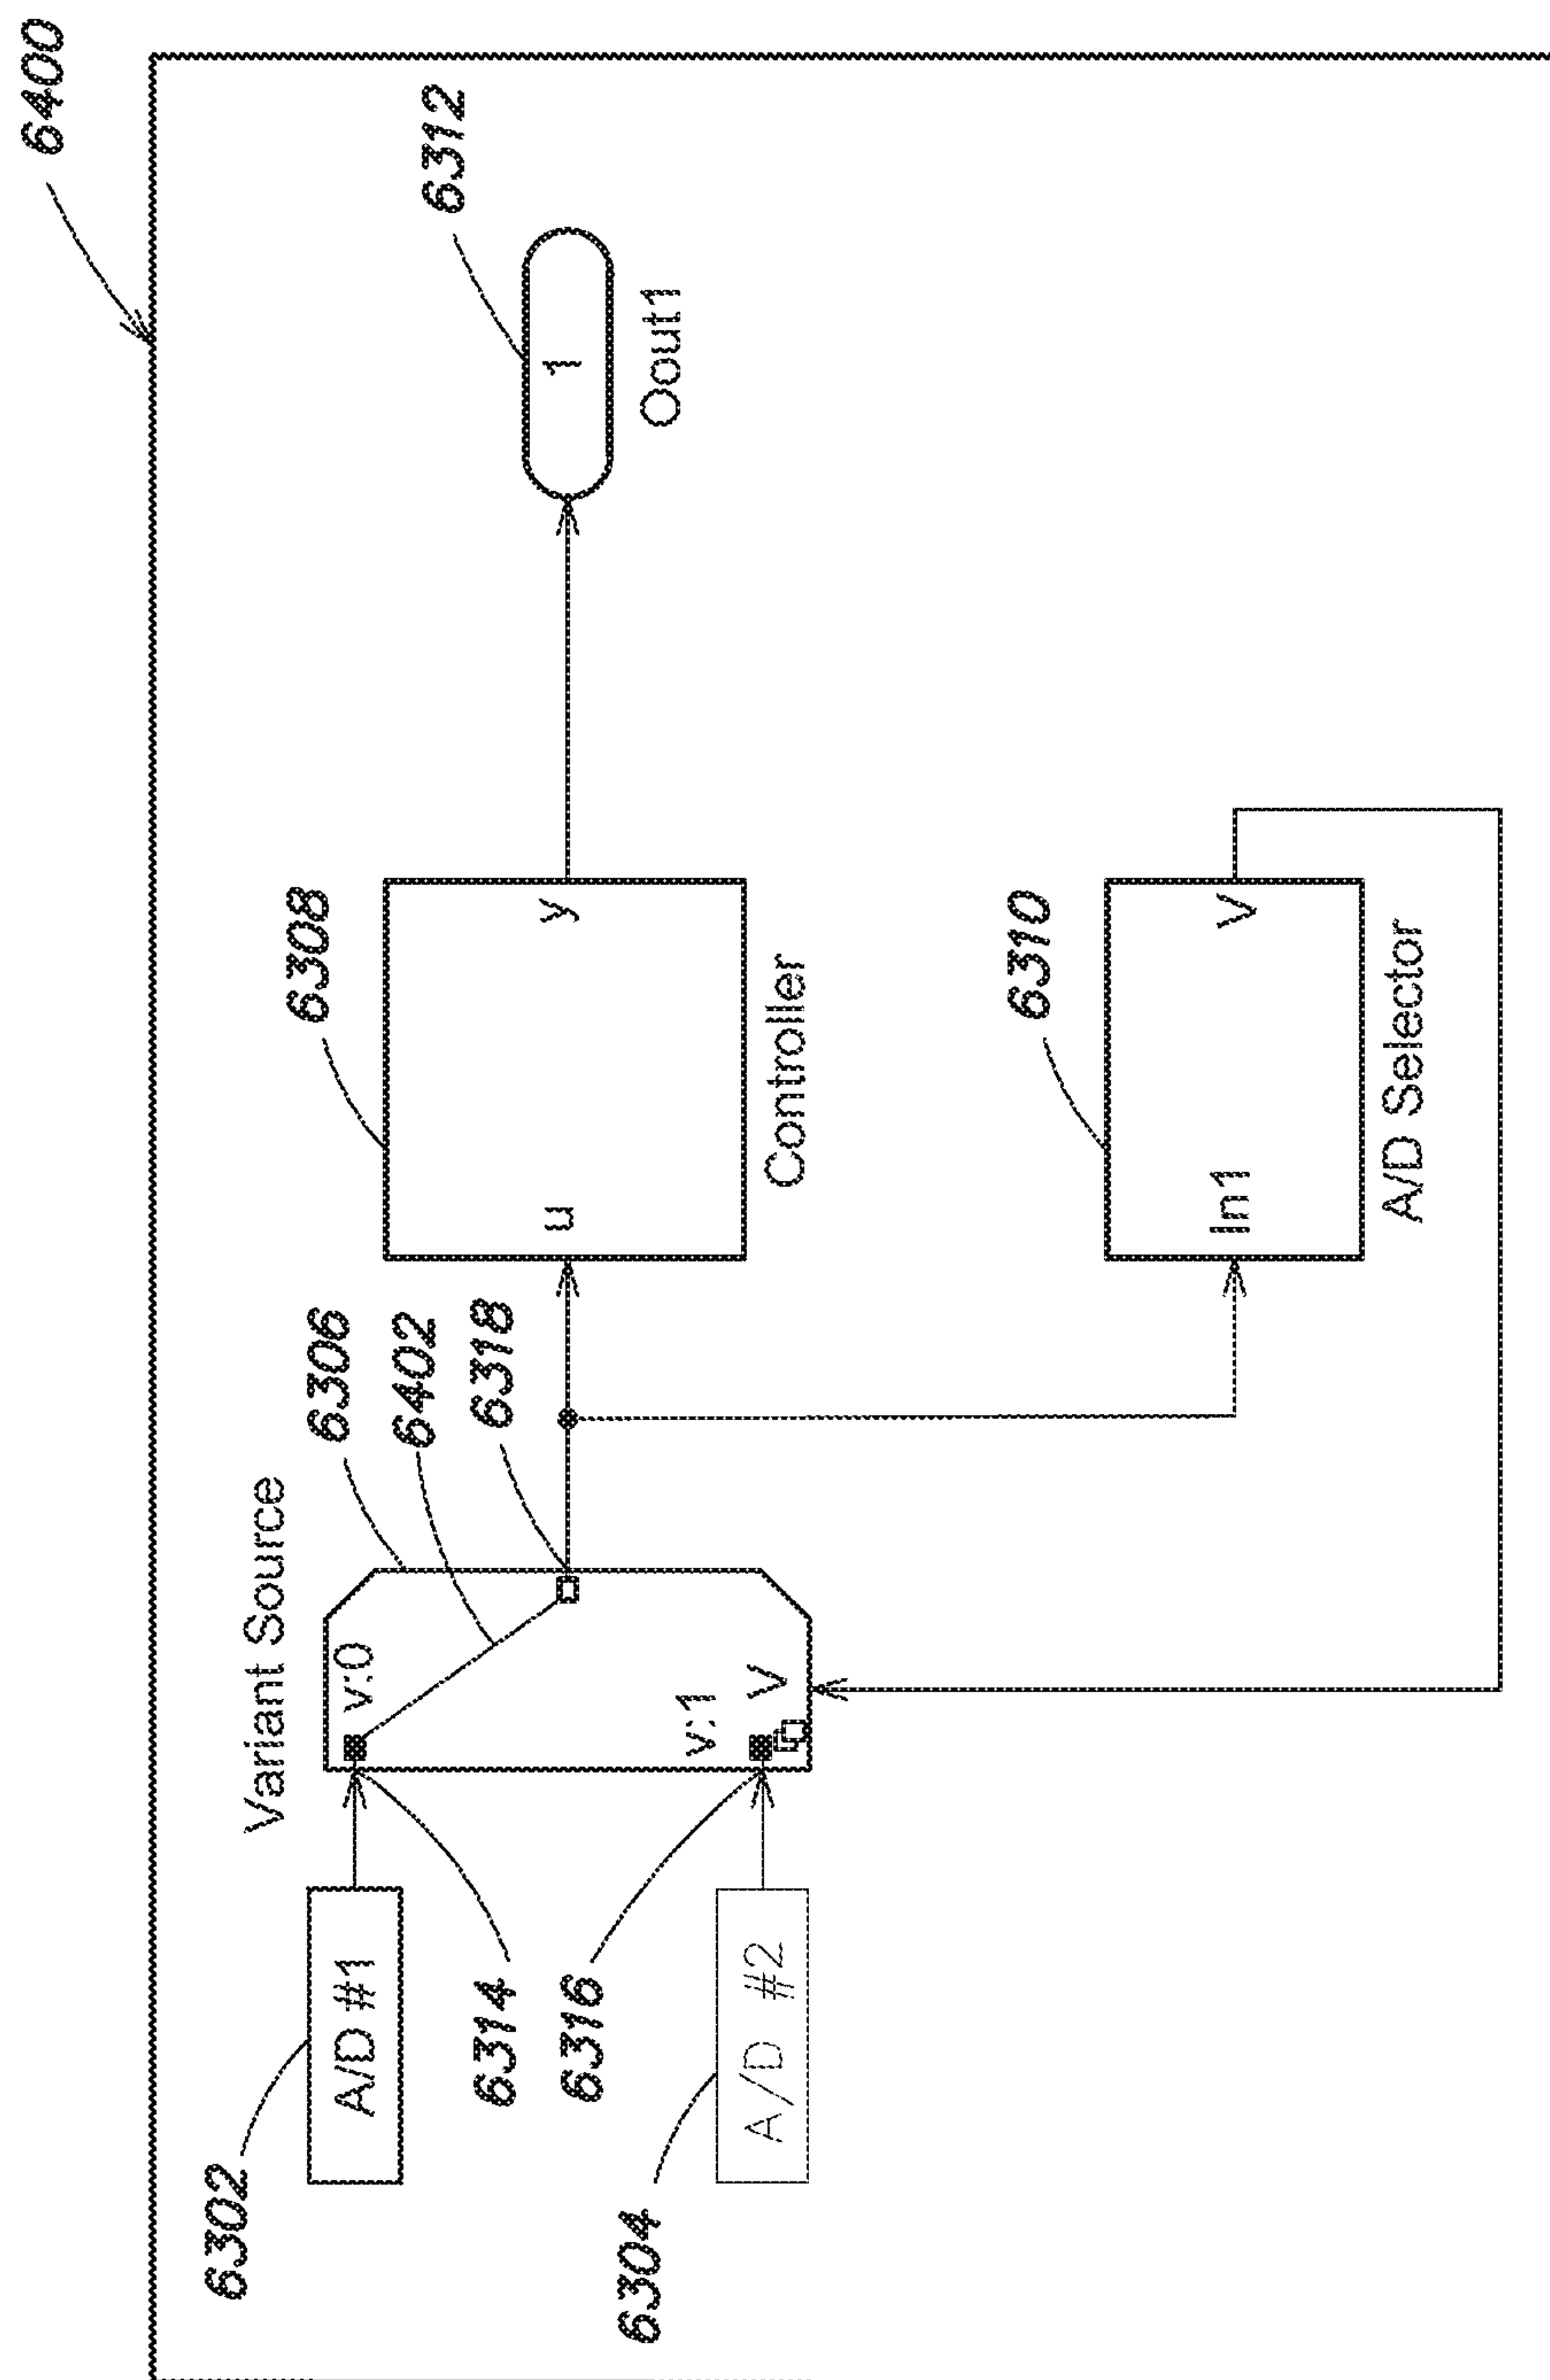 6400
6302
A/D #1
6314
Variant Source
v:0
6306
6402
6318
6308
u
y
Controller
6312
1
Oout1
6304
A/D #2
6316
v:1
V
6310
In1
V
A/D Selector